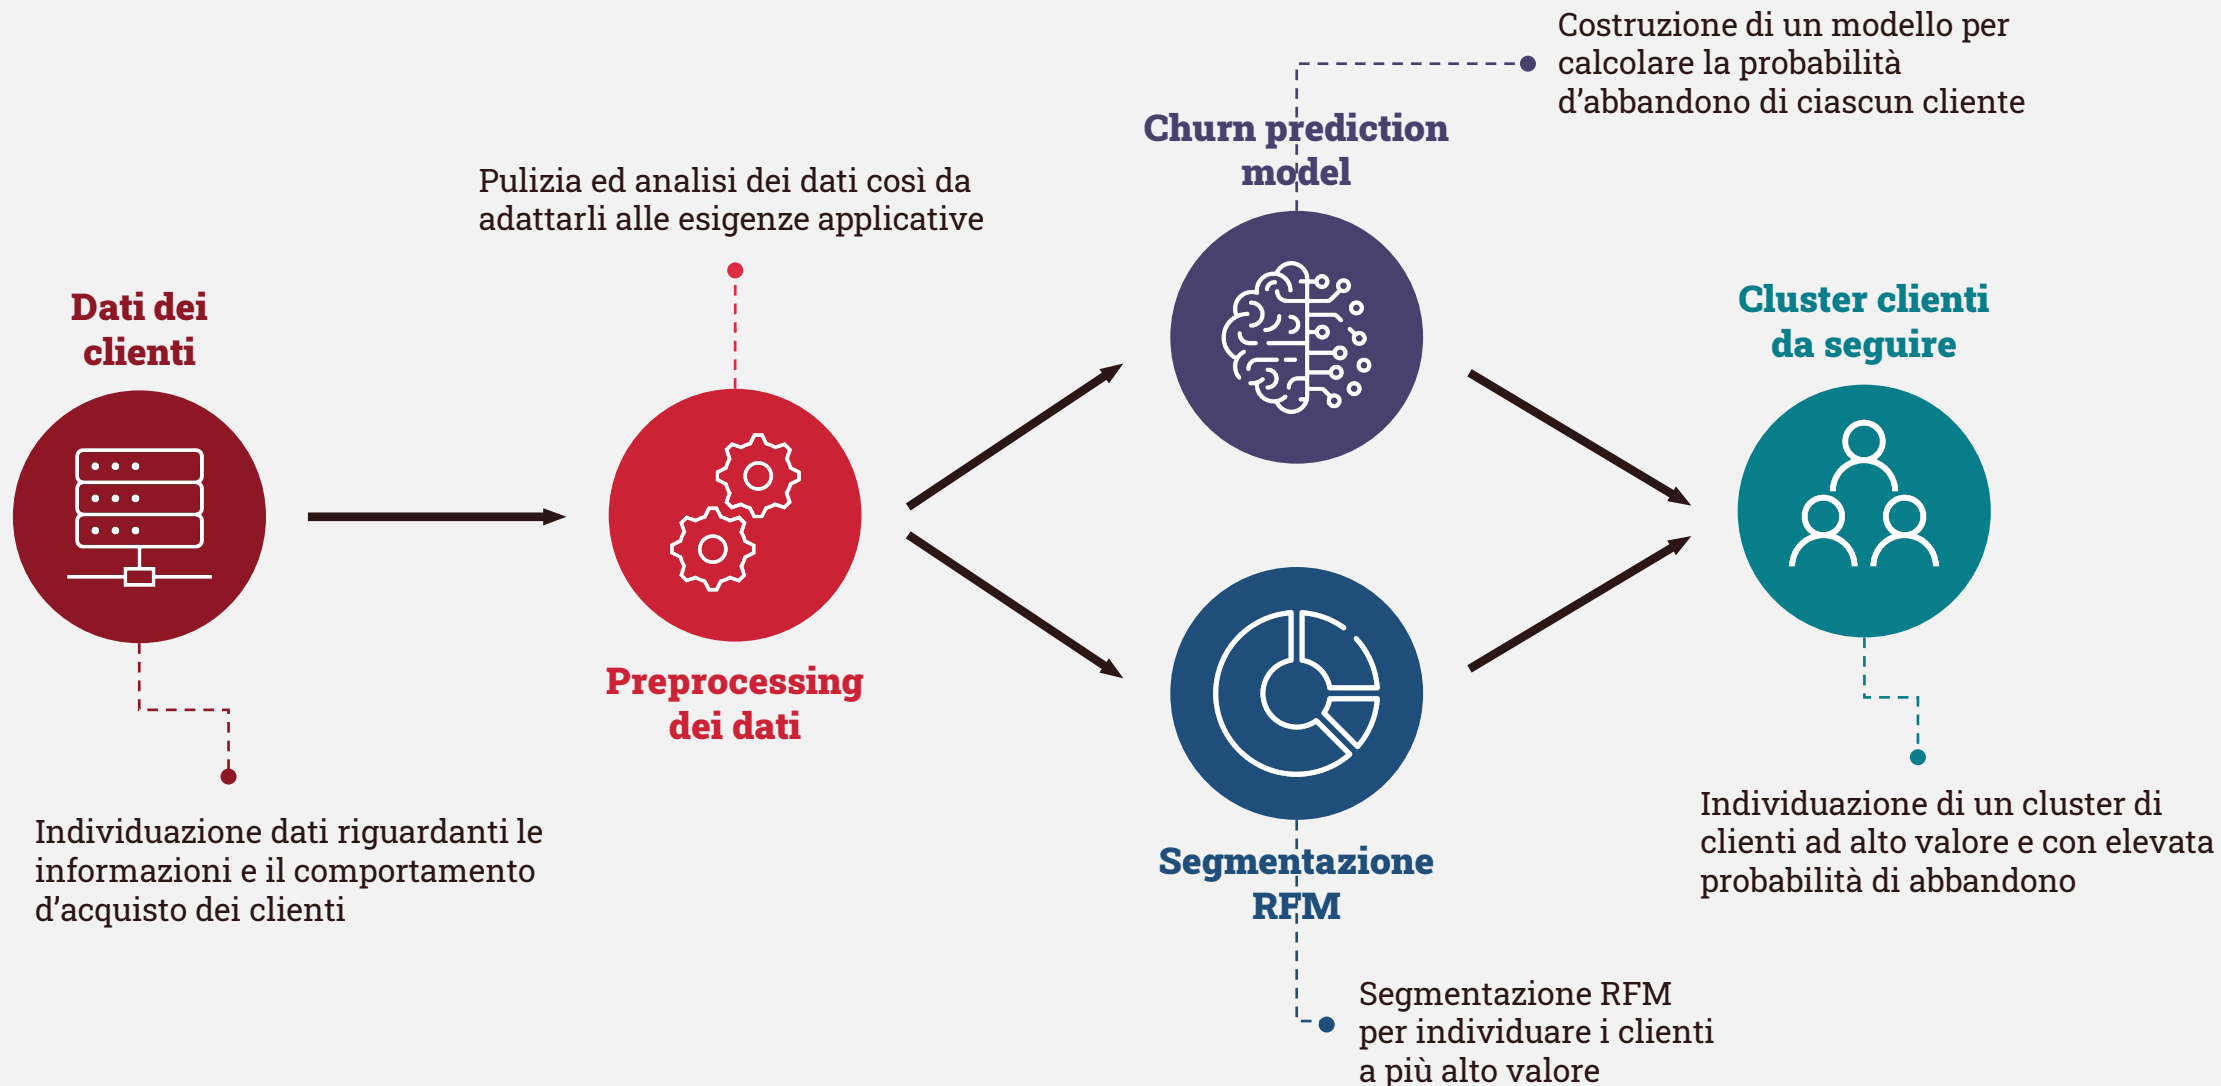 Dati dei
clienti
Individuazione dati riguardanti le
informazioni e il comportamento
d’acquisto dei clienti
Pulizia ed analisi dei dati così da
adattarli alle esigenze applicative
Preprocessing
dei dati
Churn prediction
model
Costruzione di un modello per
calcolare la probabilità
d’abbandono di ciascun cliente
Segmentazione
RFM
Segmentazione RFM
per individuare i clienti
a più alto valore
Cluster clienti
da seguire
Individuazione di un cluster di
clienti ad alto valore e con elevata
probabilità di abbandono